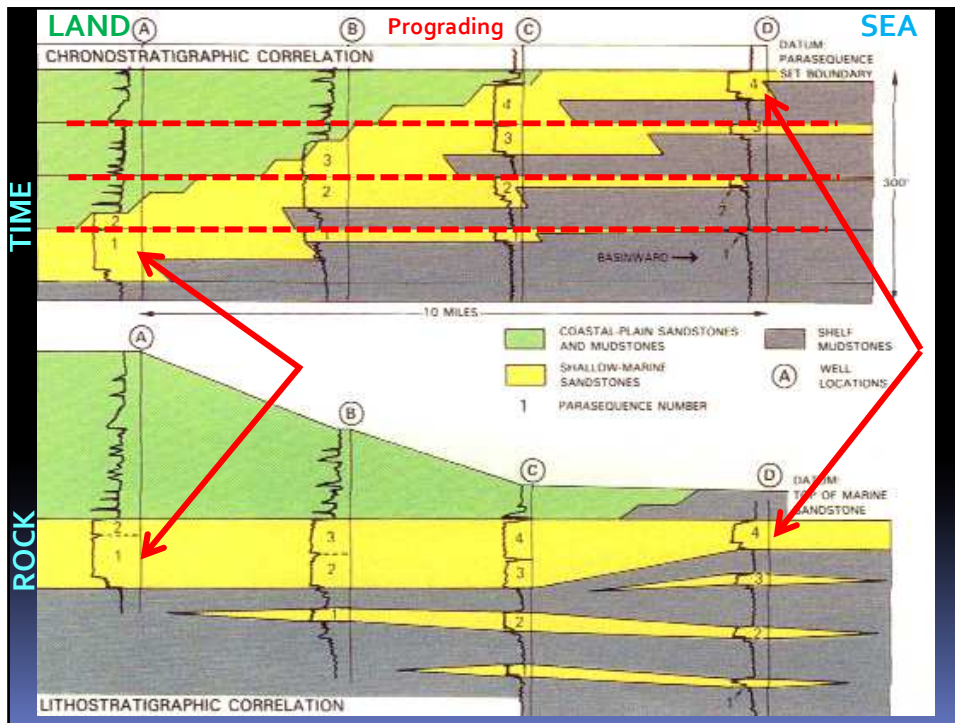 LAND A B Prograding C D SEA
CHRONOSTRATIGRAPHIC CORRELATION
DATUM:
PARASEQUENCE
SET BOUNDARY
4 4
3 3
3
2 2 2
2
1 1 1 1
300'
BASINWARD →
TIME
10 MILES
COASTAL-PLAIN SANDSTONES
AND MUDSTONES
SHALLOW-MARINE
SANDSTONES
1 PARASEQUENCE NUMBER
SHELF
MUDSTONES
A WELL
LOCATIONS
A
B
C
D
DATUM:
TOP OF MARINE
SANDSTONE
ROCK
2 3 4 4
1 2 3 3
1 2 2
1
LITHOSTRATIGRAPHIC CORRELATION